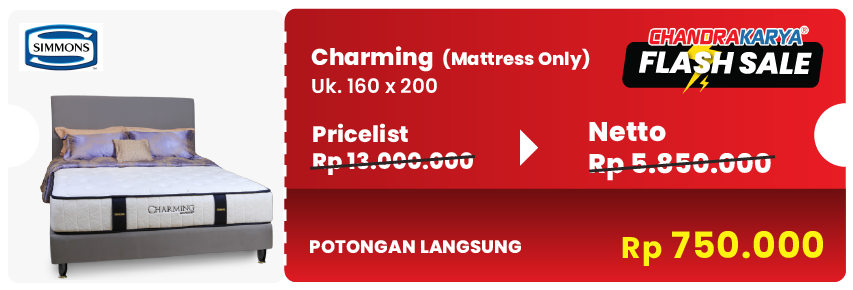 SIMMONS
CHANDRAKARYA®
FLASH SALE
Charming (Mattress Only)
Uk. 160 x 200
Pricelist
Rp 13.000.000
Netto
Rp 5.850.000
CHARMING
POTONGAN LANGSUNG
Rp 750.000